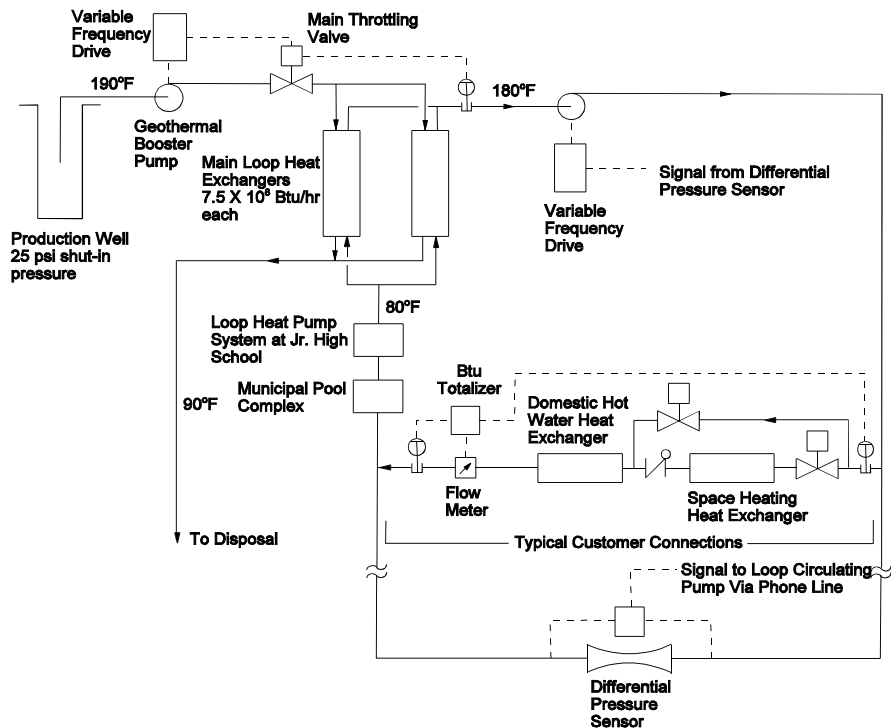 Variable
Frequency
Drive
Main Throttling
Valve
190ºF
180ºF
Geothermal
Booster
Pump
Main Loop Heat
Exchangers
7.5 X 10⁶ Btu/hr
each
Signal from Differential
Pressure Sensor
Variable
Frequency
Drive
Production Well
25 psi shut-in
pressure
80ºF
Loop Heat Pump
System at Jr. High
School
Municipal Pool
Complex
90ºF
Btu
Totalizer
Domestic Hot
Water Heat
Exchanger
Flow
Meter
Space Heating
Heat Exchanger
To Disposal
Typical Customer Connections
Signal to Loop Circulating
Pump Via Phone Line
Differential
Pressure
Sensor